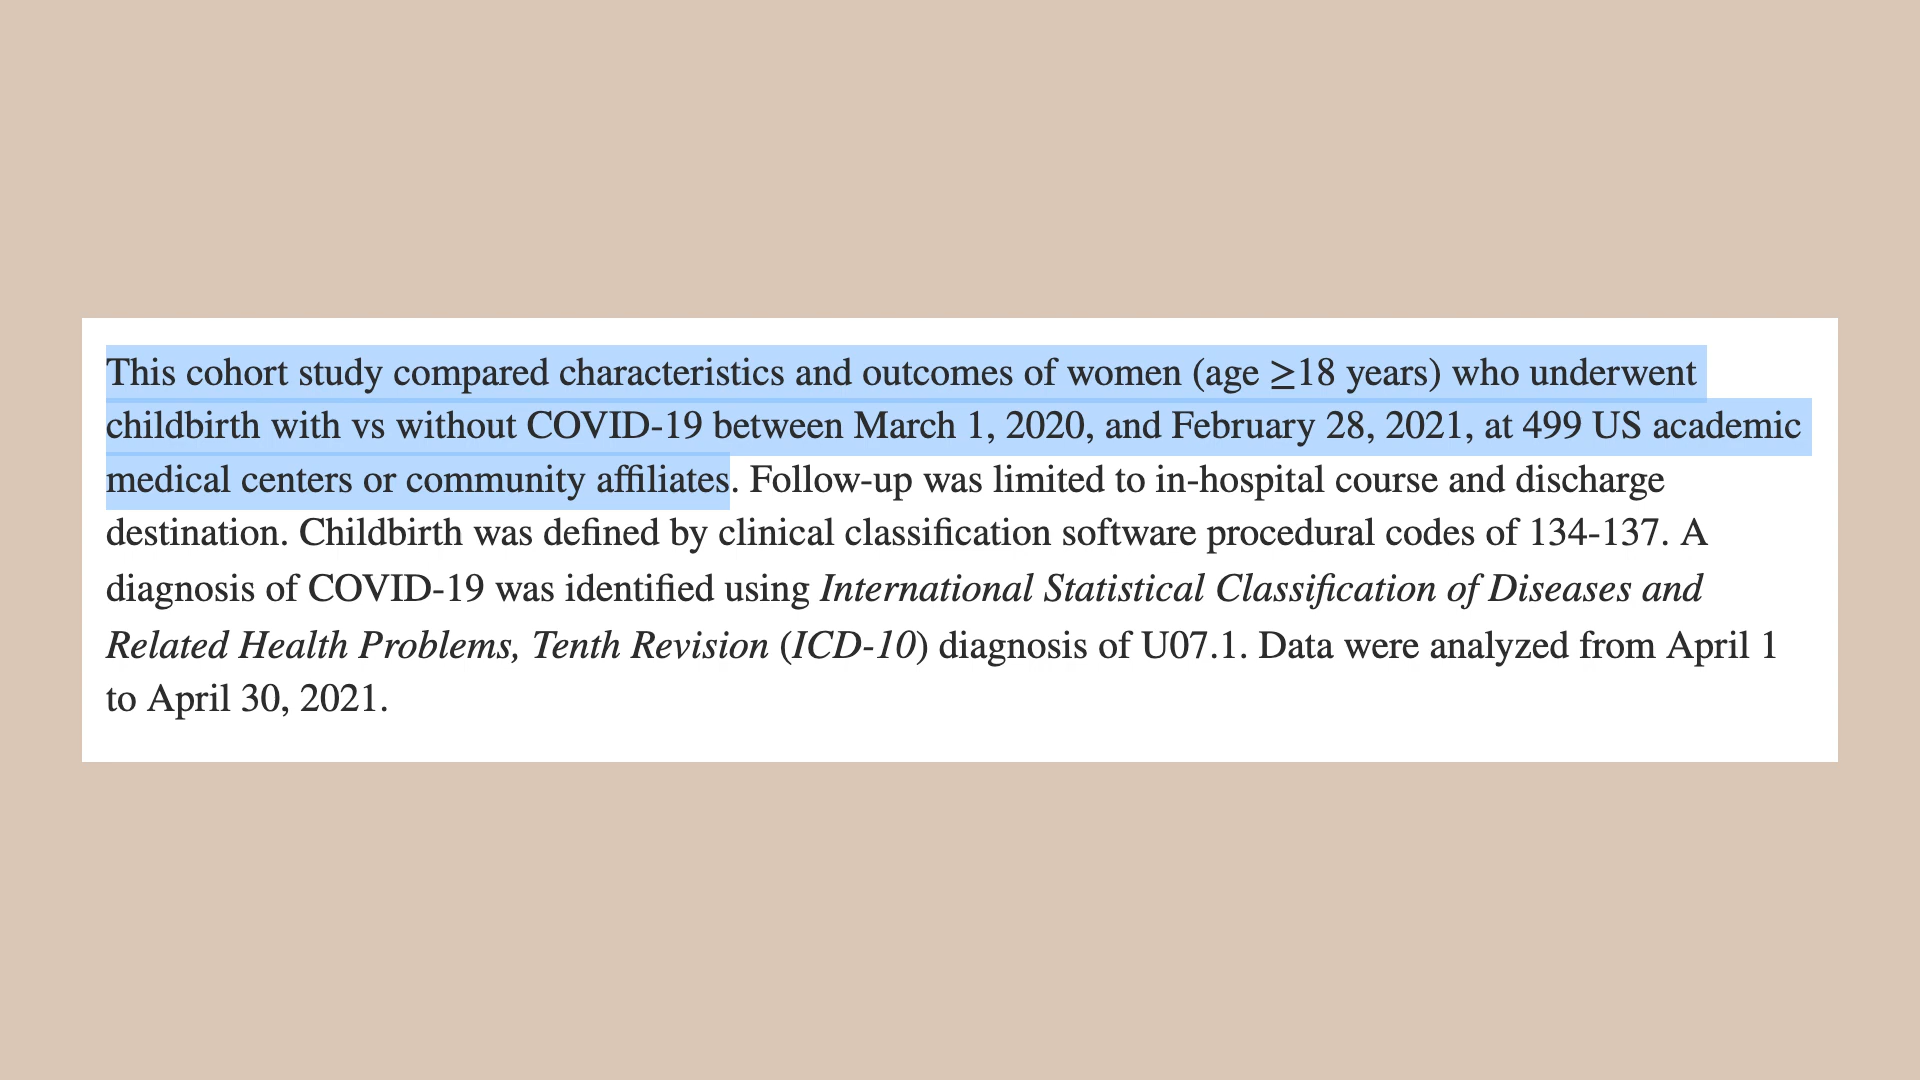 This cohort study compared characteristics and outcomes of women (age ≥18 years) who underwent
childbirth with vs without COVID-19 between March 1, 2020, and February 28, 2021, at 499 US academic
medical centers or community affiliates. Follow-up was limited to in-hospital course and discharge
destination. Childbirth was defined by clinical classification software procedural codes of 134-137. A
diagnosis of COVID-19 was identified using International Statistical Classification of Diseases and
Related Health Problems, Tenth Revision (ICD-10) diagnosis of U07.1. Data were analyzed from April 1
to April 30, 2021.